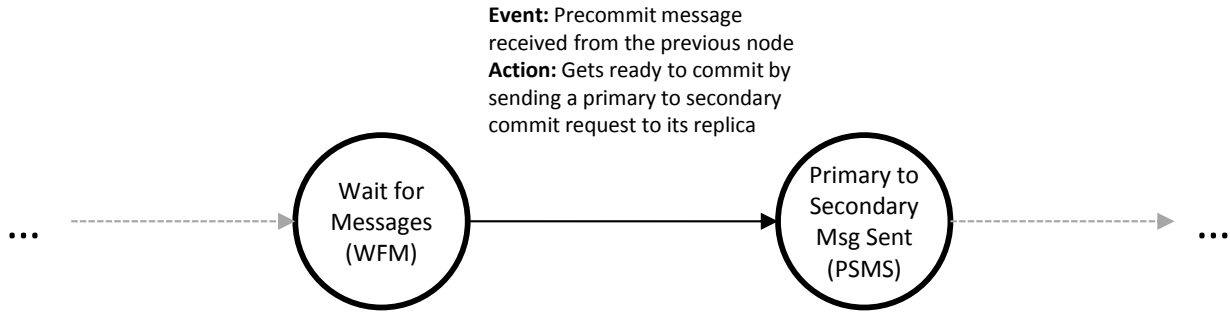 Event: Precommit message
received from the previous node
Action: Gets ready to commit by
sending a primary to secondary
commit request to its replica
...
Wait for
Messages
(WFM)
Primary to
Secondary
Msg Sent
(PSMS)
...